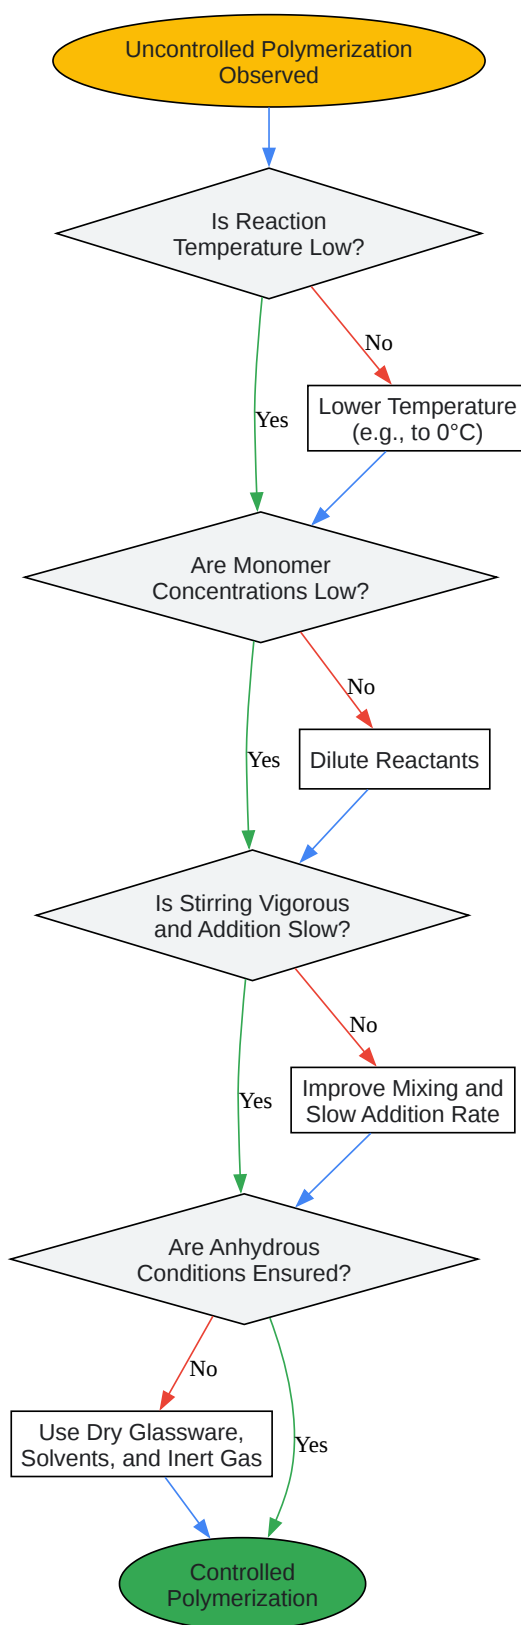 Uncontrolled Polymerization
Observed
Is Reaction
Temperature Low?
No
Lower Temperature
(e.g., to 0°C)
Yes
Are Monomer
Concentrations Low?
No
Dilute Reactants
Yes
Is Stirring Vigorous
and Addition Slow?
No
Improve Mixing and
Slow Addition Rate
Yes
Are Anhydrous
Conditions Ensured?
No
Use Dry Glassware,
Solvents, and Inert Gas
Yes
Controlled
Polymerization